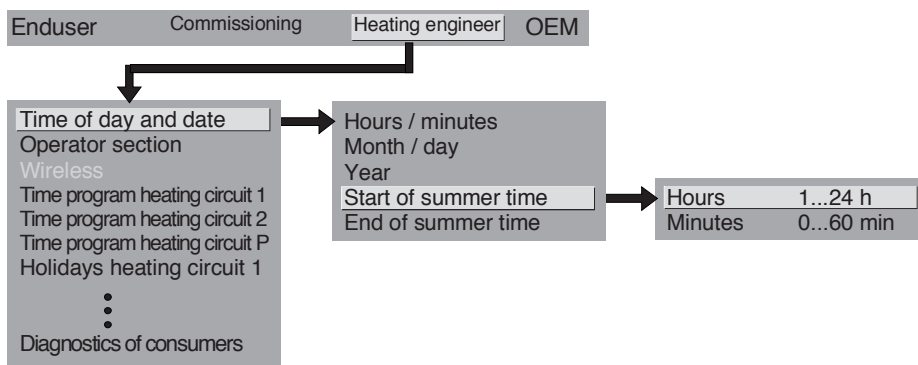 Enduser Commissioning Heating engineer OEM
Time of day and date
Operator section
Wireless
Time program heating circuit 1
Time program heating circuit 2
Time program heating circuit P
Holidays heating circuit 1
Diagnostics of consumers
Hours / minutes
Month / day
Year
Start of summer time
End of summer time
Hours 1...24 h
Minutes 0...60 min